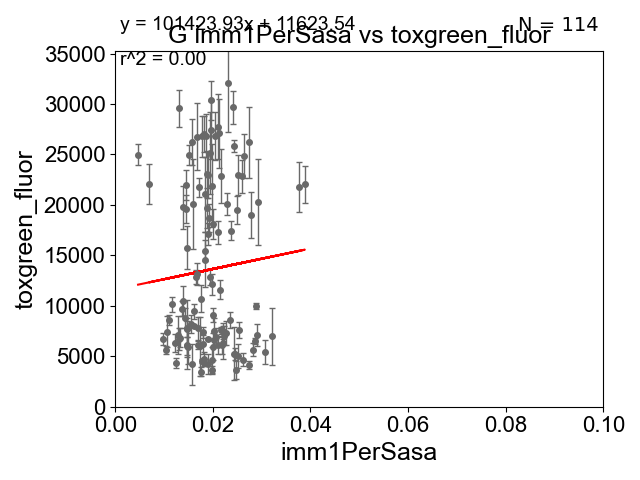 y = 101423.93x + 11623.54
N = 114
G Imm1PerSasa vs toxgreen_fluor
r^2 = 0.00
toxgreen_fluor
35000
30000
25000
20000
15000
10000
5000
0
0.00 0.02 0.04 0.06 0.08 0.10
imm1PerSasa